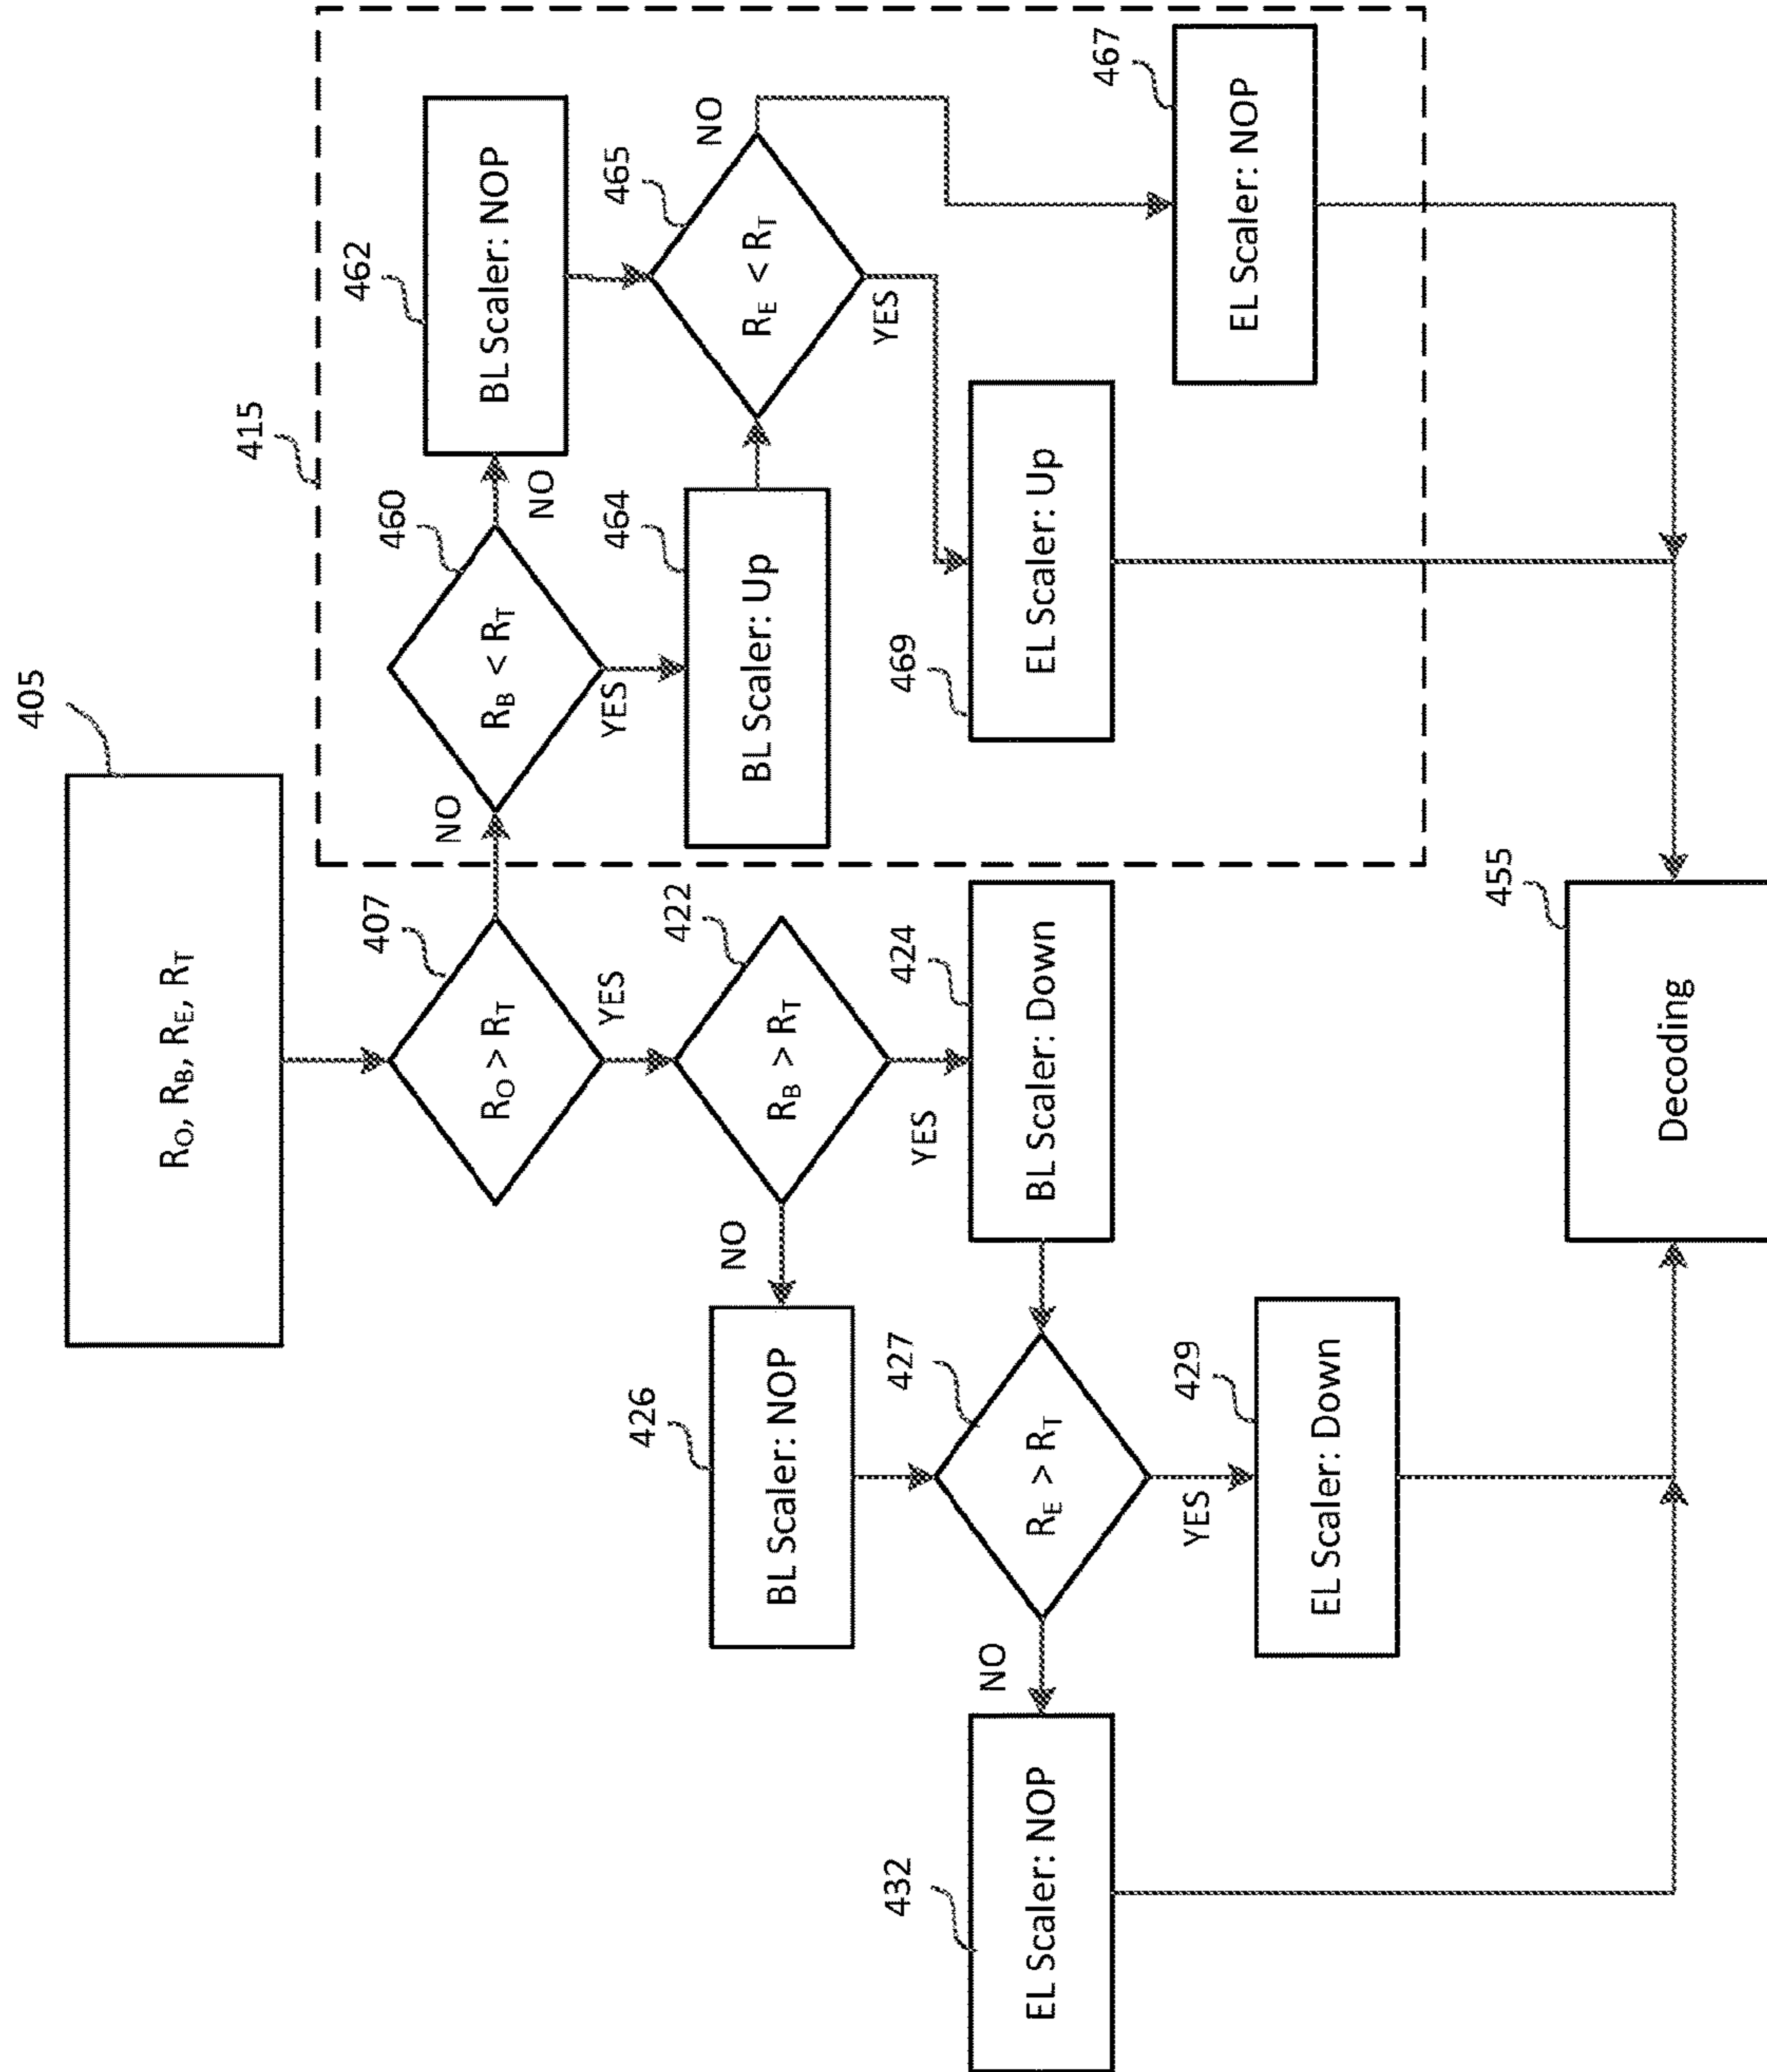 405
R_O, R_B, R_E, R_T
415
407
R_O > R_T
NO
YES
460
R_B < R_T
NO
YES
462
BL Scaler: NOP
464
BL Scaler: Up
465
R_E < R_T
NO
YES
469
EL Scaler: Up
467
EL Scaler: NOP
422
R_B > R_T
NO
YES
426
BL Scaler: NOP
424
BL Scaler: Down
427
R_E > R_T
NO
YES
432
EL Scaler: NOP
429
EL Scaler: Down
455
Decoding